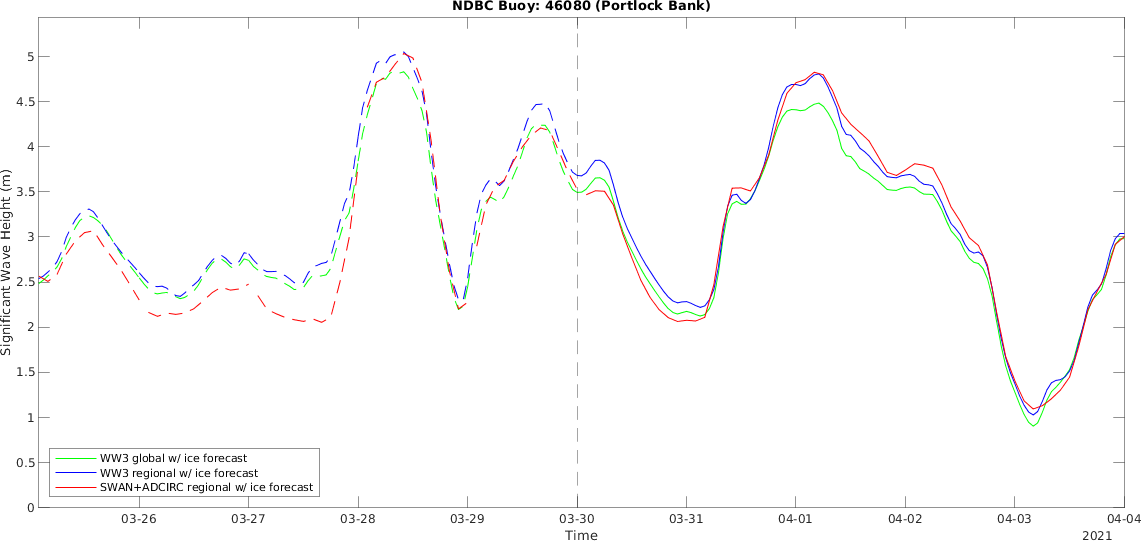 NDBC Buoy: 46080 (Portlock Bank)
Significant Wave Height (m)
5
4.5
4
3.5
3
2.5
2
1.5
1
0.5
0
WW3 global w/ ice forecast
WW3 regional w/ ice forecast
SWAN+ADCIRC regional w/ ice forecast
03-26 03-27 03-28 03-29 03-30 03-31 04-01 04-02 04-03 04-04
Time
2021